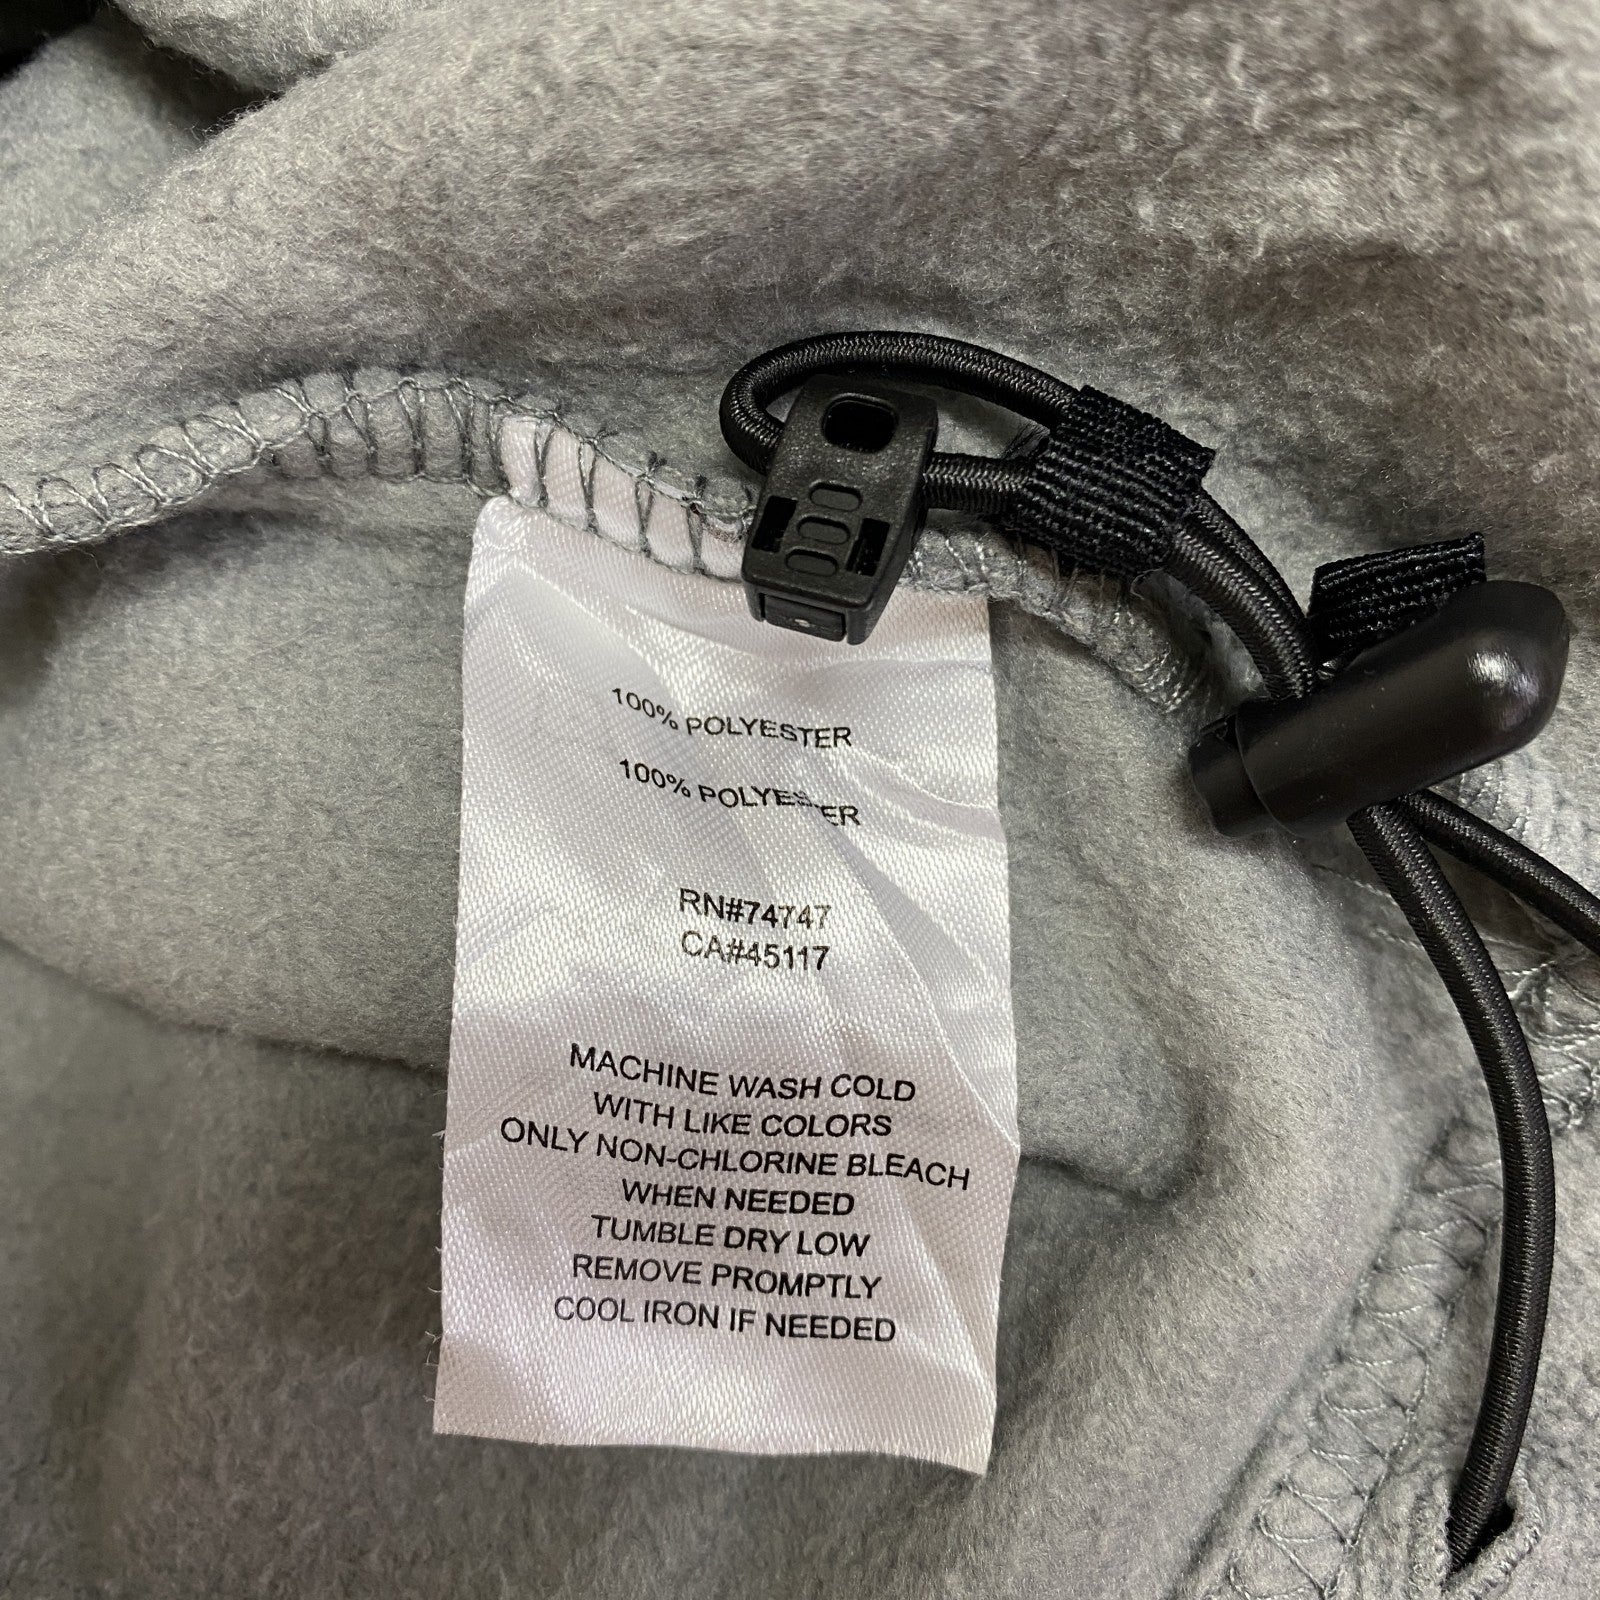 100% POLYESTER
100% POLYESTER
RN#74747
CA#45117
MACHINE WASH COLD
WITH LIKE COLORS
ONLY NON-CHLORINE BLEACH
WHEN NEEDED
TUMBLE DRY LOW
REMOVE PROMPTLY
COOL IRON IF NEEDED